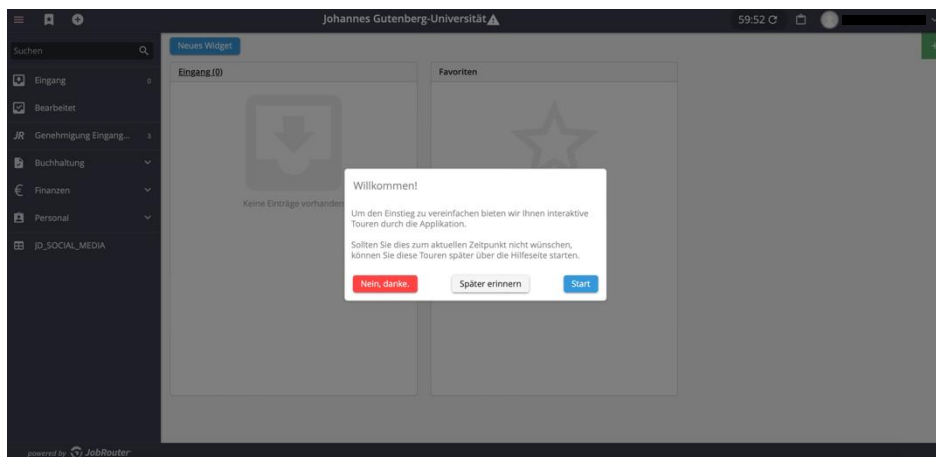 Johannes Gutenberg-Universität
59:52
Suchen
Neues Widget
Eingang
0
Bearbeitet
JR Genehmigung Eingang...
Buchhaltung
Finanzen
Personal
JD_SOCIAL_MEDIA
Eingang (0)
Keine Einträge vorhanden
Favoriten
Willkommen!
Um den Einstieg zu vereinfachen bieten wir Ihnen interaktive
Touren durch die Applikation.
Sollten Sie dies zum aktuellen Zeitpunkt nicht wünschen,
können Sie diese Touren später über die Hilfeseite starten.
Nein, danke.
Später erinnern
Start
powered by JobRouter